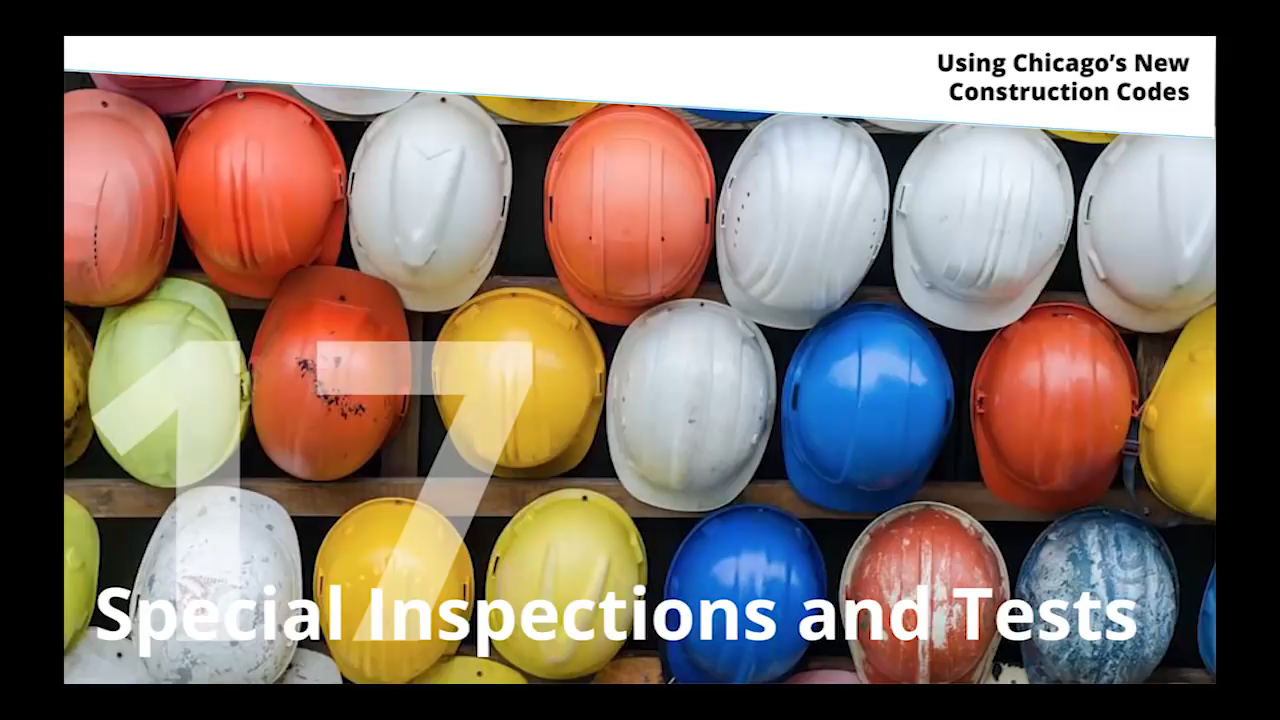 Using Chicago’s New
Construction Codes
17
Special Inspections and Tests